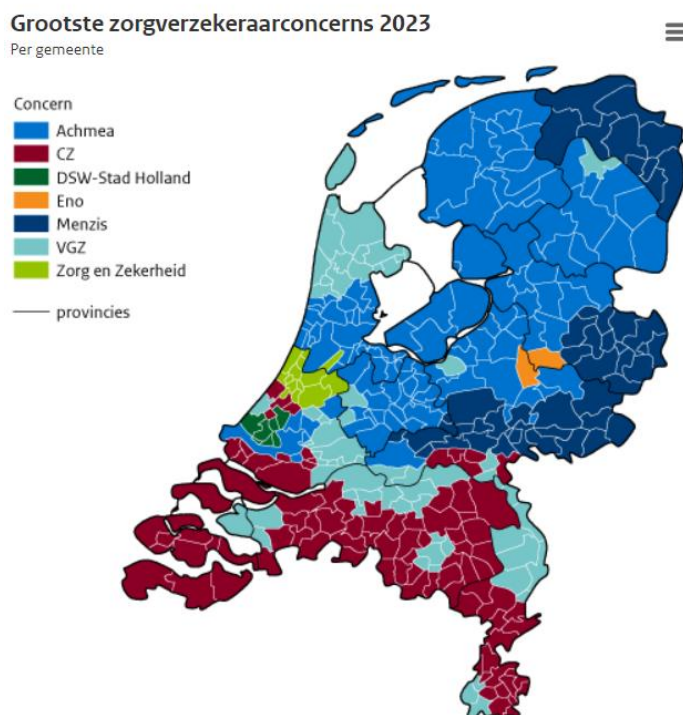 Grootste zorgverzekeraarconcerns 2023
Per gemeente
Concern
Achmea
CZ
DSW-Stad Holland
Eno
Menzis
VGZ
Zorg en Zekerheid
provincies